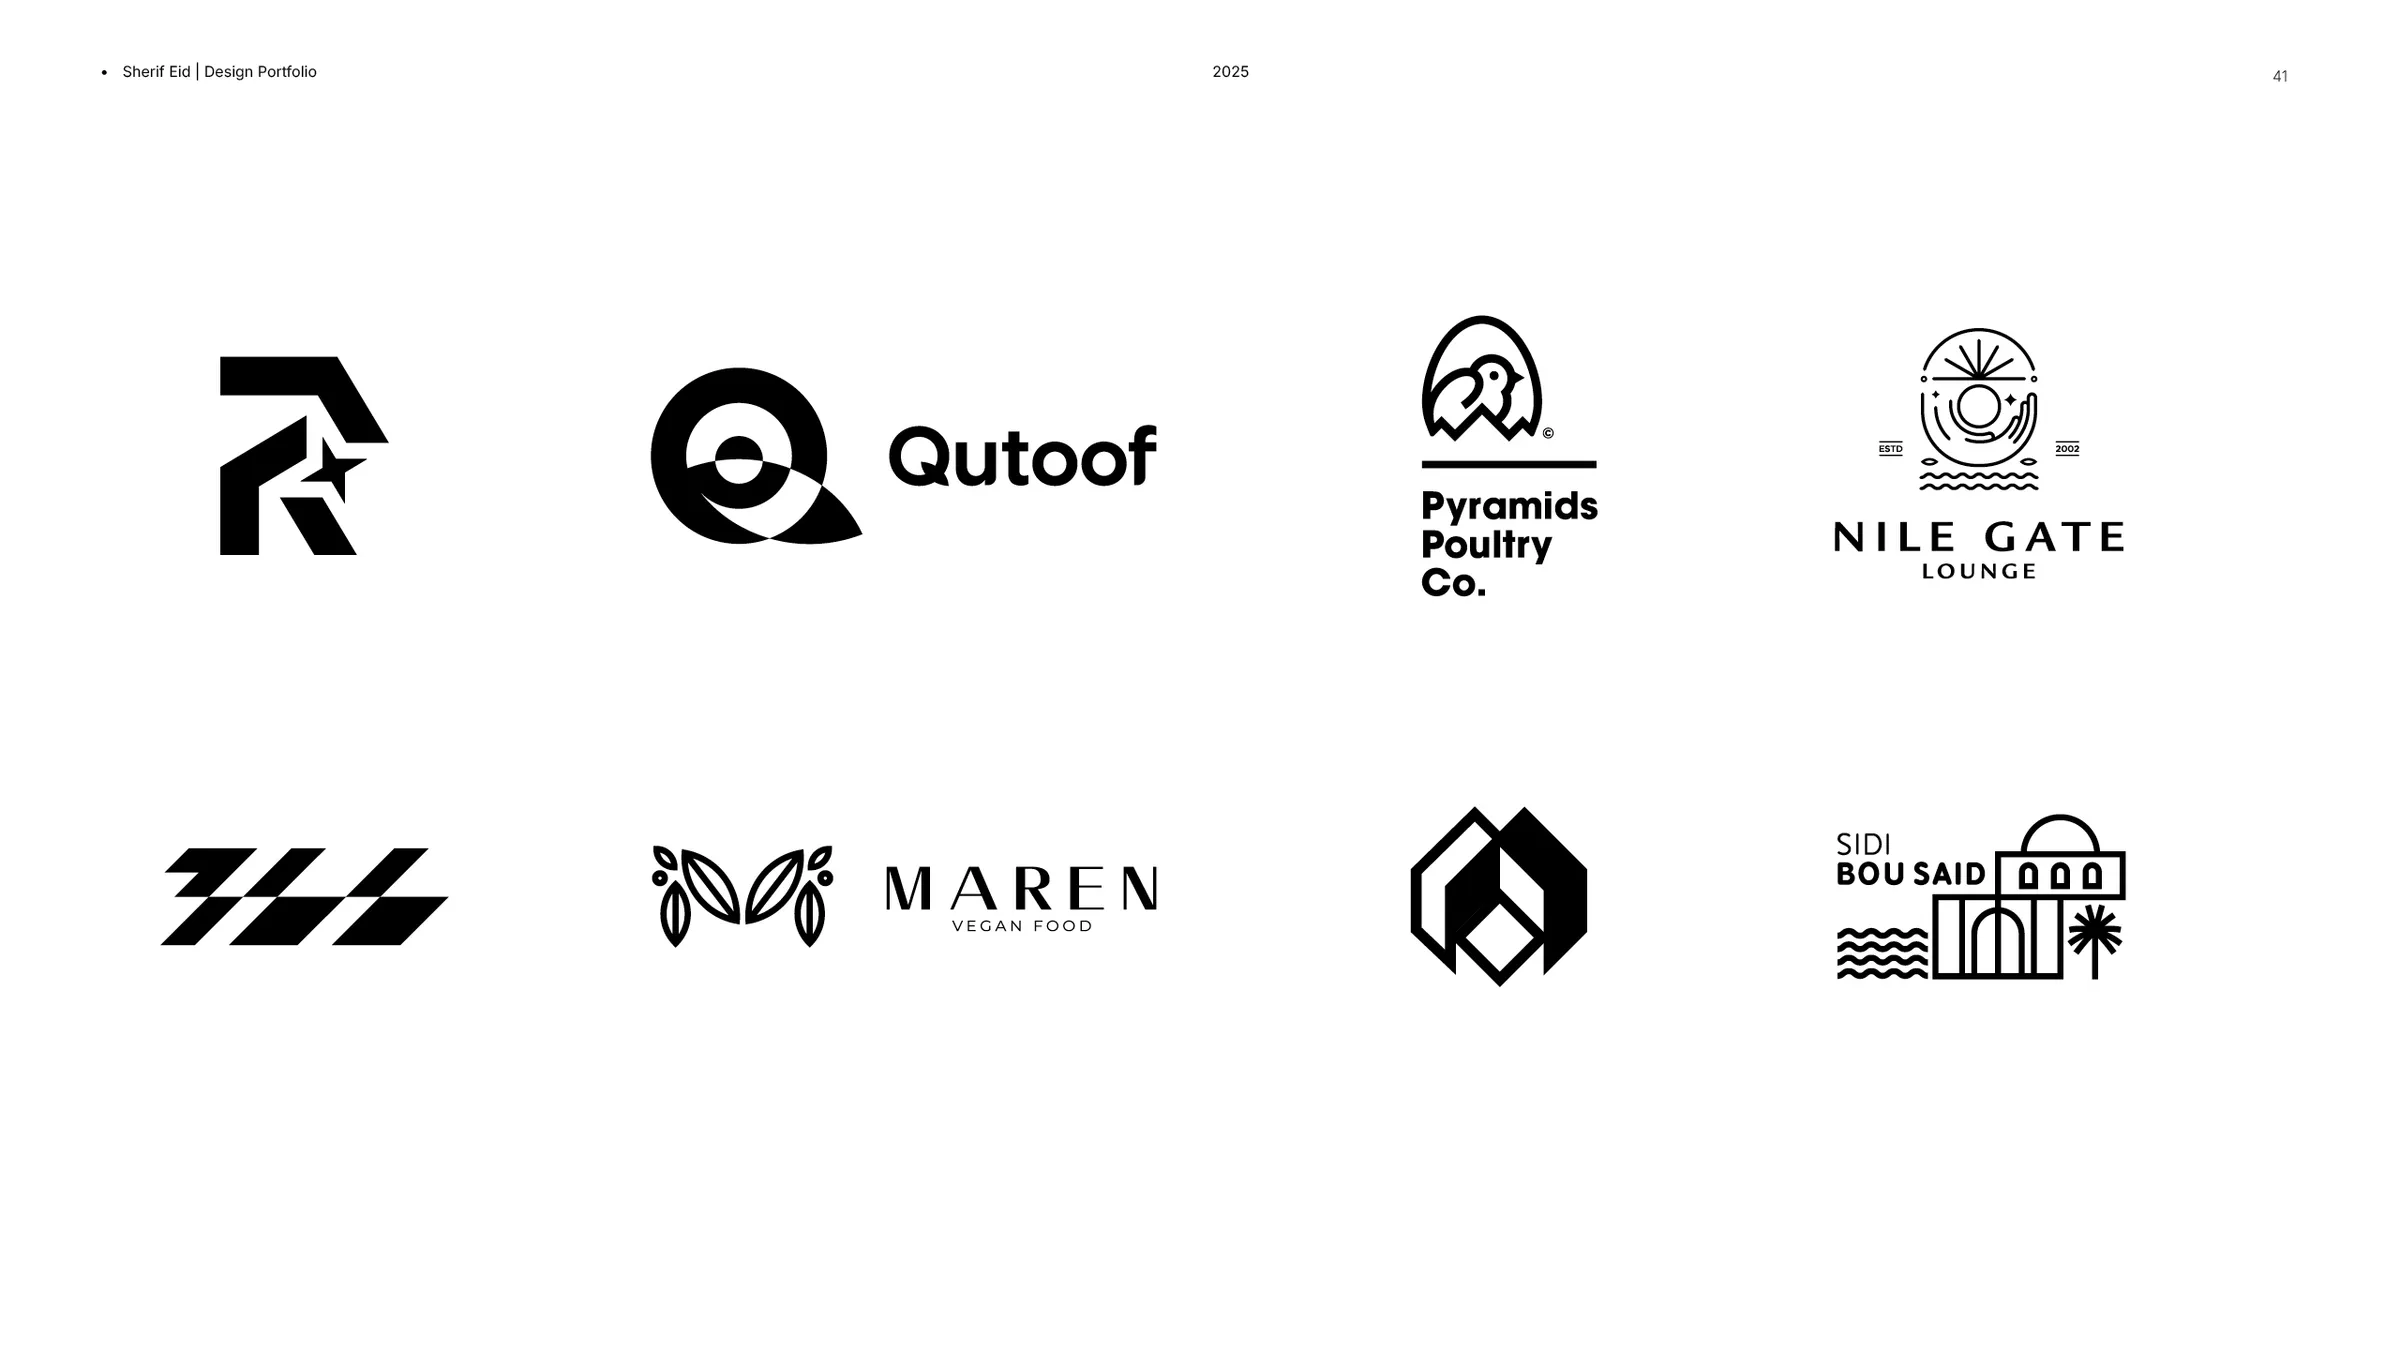 • Sherif Eid | Design Portfolio
2025
41
Qutoof
©
Pyramids
Poultry
Co.
ESTD
2002
NILE GATE
LOUNGE
166
MAREN
VEGAN FOOD
SIDI
BOU SAID